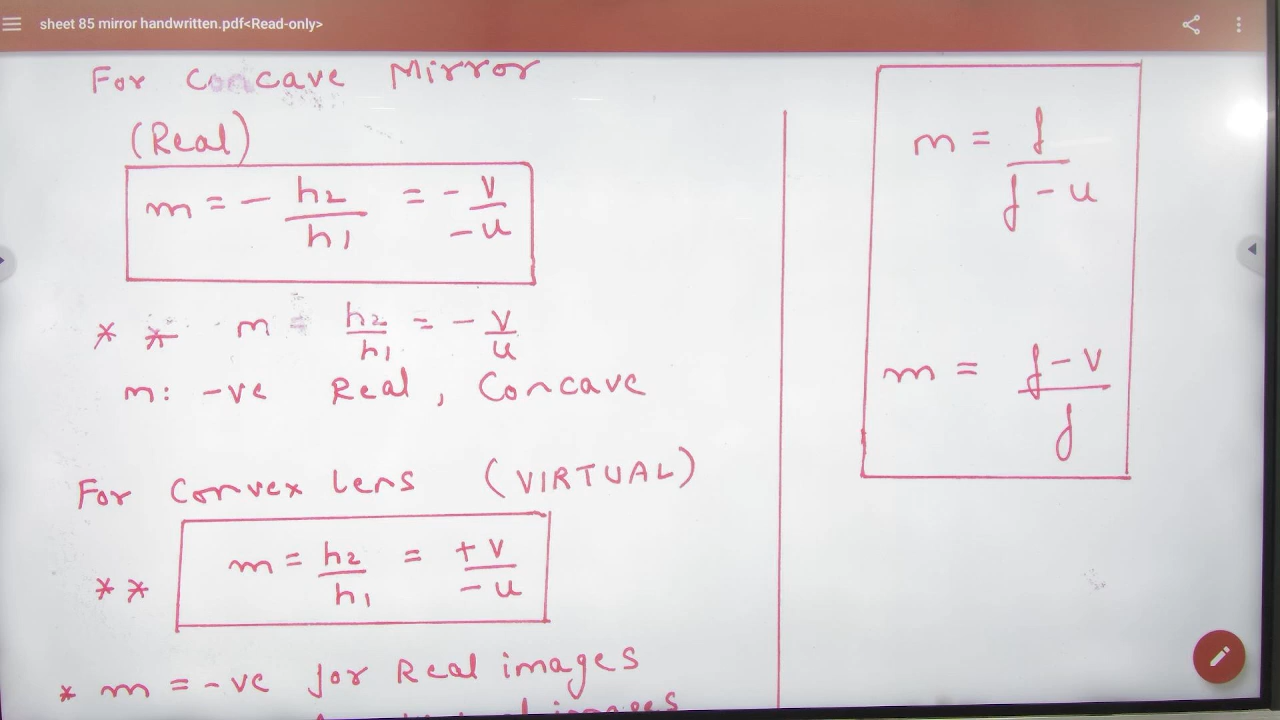 sheet 85 mirror handwritten.pdf<Read-only>
For Concave Mirror
(Real)
m = - h2/h1 = - v/-u
* * m = h2/h1 = - v/u
m: -ve Real, Concave
For Convex lens (VIRTUAL)
** m = h2/h1 = +v/-u
* m = -ve for Real images
images
m = f/f-u
m = f-v/f